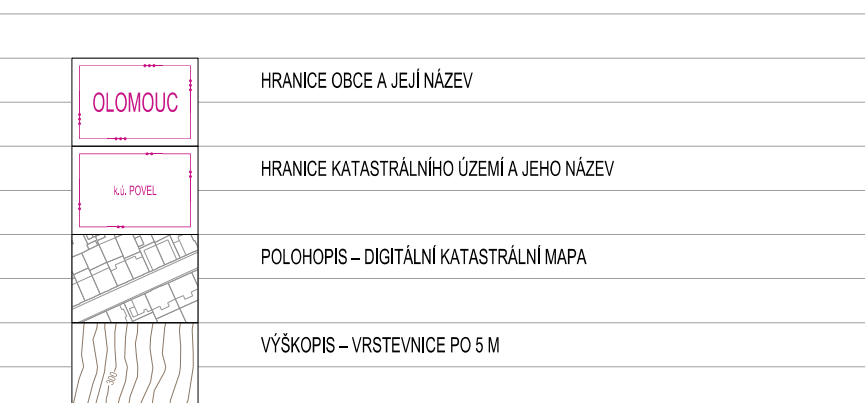 OLOMOUC
HRANICE OBCE A JEJÍ NÁZEV
k.ú. POVEL
HRANICE KATASTRÁLNÍHO ÚZEMÍ A JEHO NÁZEV
POLOHOPIS – DIGITÁLNÍ KATASTRÁLNÍ MAPA
VÝŠKOPIS – VRSTEVNICE PO 5 M
300